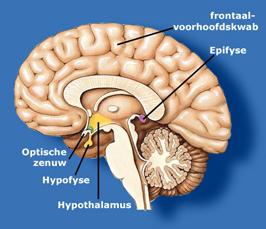 frontaal-
voorhoofdskwab
Epifyse
Optische
zenuw
Hypofyse
Hypothalamus